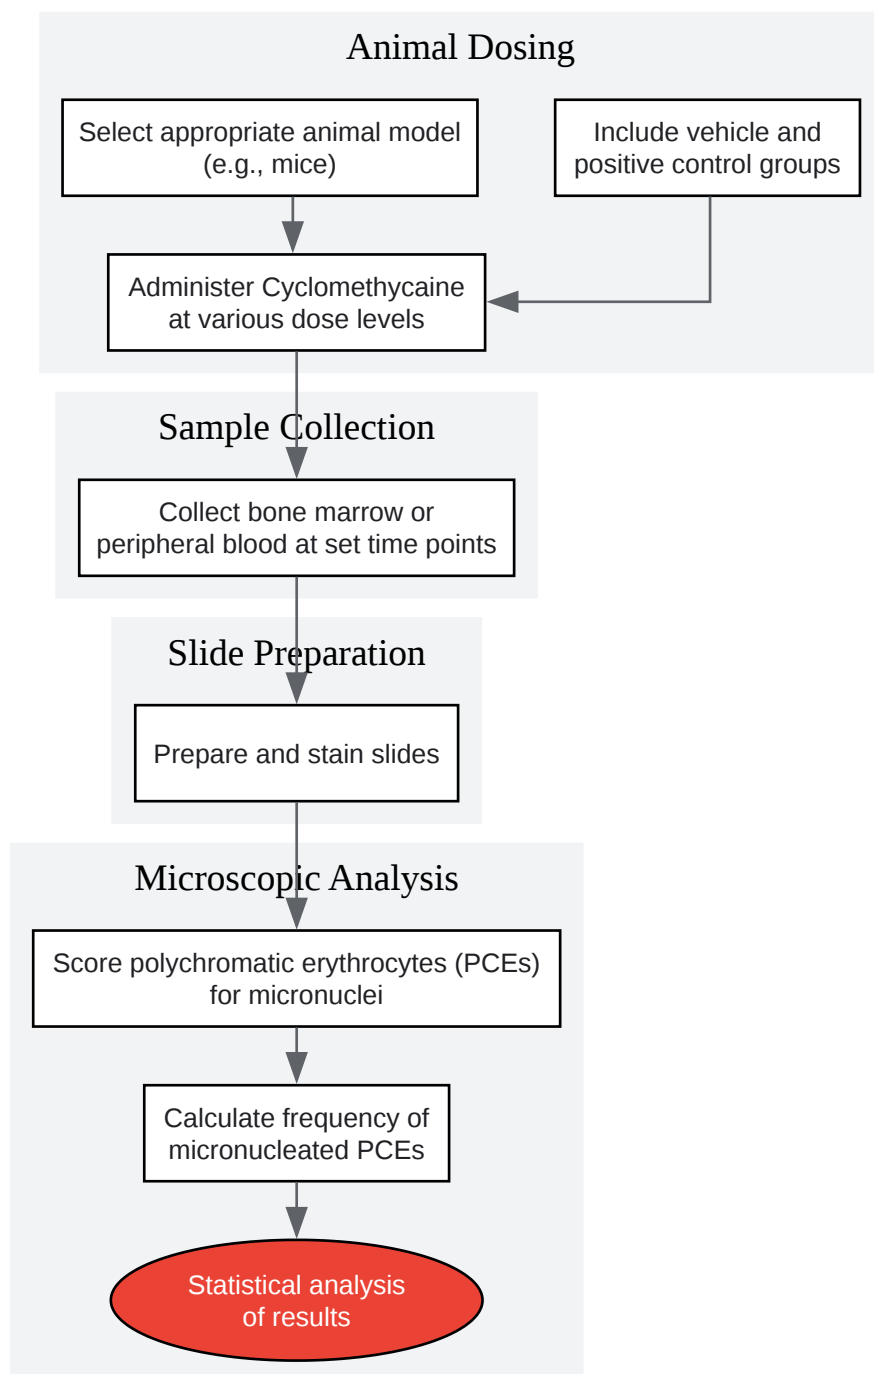 Animal Dosing
Select appropriate animal model
(e.g., mice)
Include vehicle and
positive control groups
Administer Cyclomethycaine
at various dose levels
Sample Collection
Collect bone marrow or
peripheral blood at set time points
Slide Preparation
Prepare and stain slides
Microscopic Analysis
Score polychromatic erythrocytes (PCEs)
for micronuclei
Calculate frequency of
micronucleated PCEs
Statistical analysis
of results